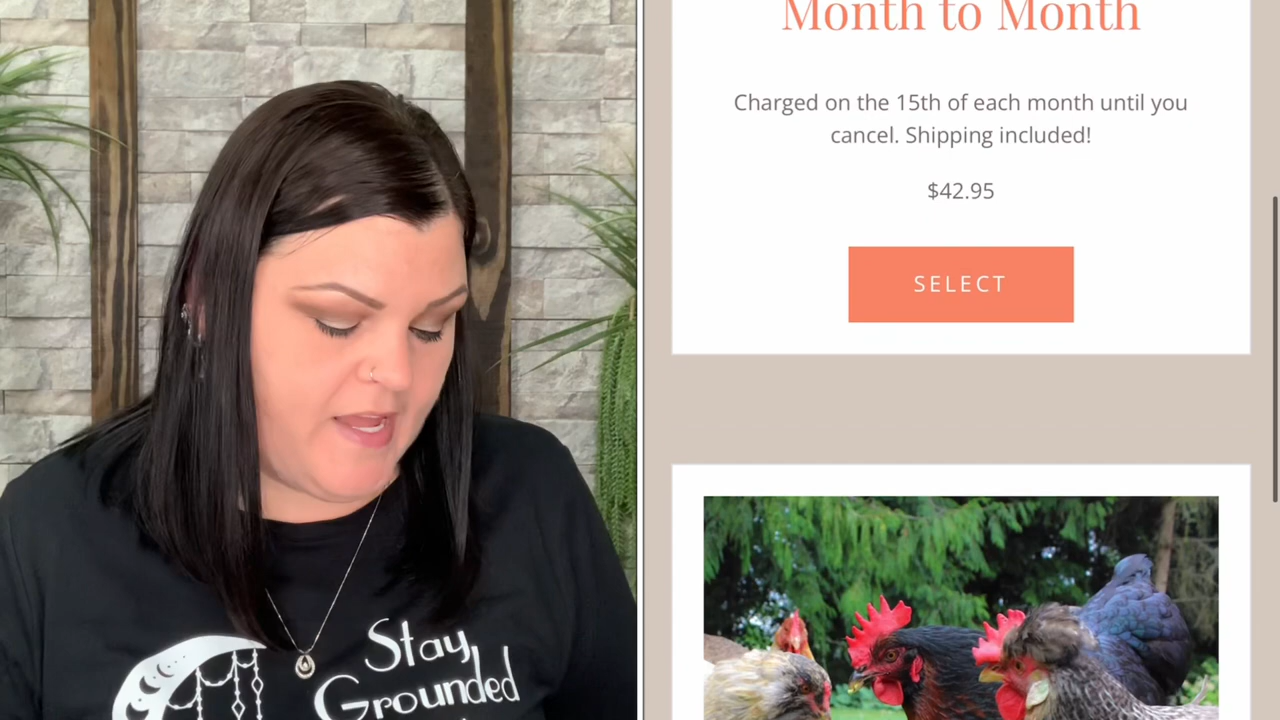 Month to Month
Charged on the 15th of each month until you
cancel. Shipping included!
$42.95
SELECT
Stay
Grounded